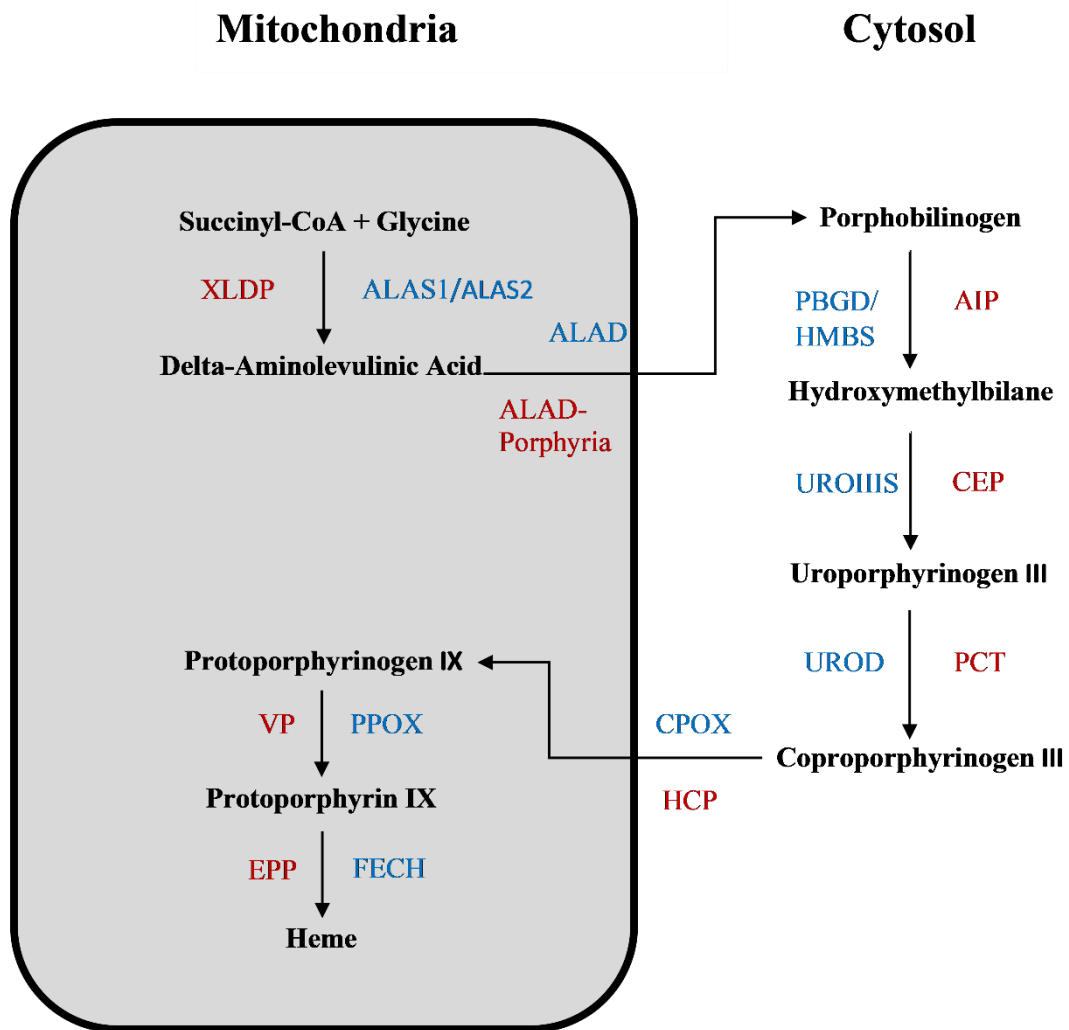 Mitochondria
Cytosol
Succinyl-CoA + Glycine
XLDP
ALAS1/ALAS2
Delta-Aminolevulinic Acid
ALAD
ALAD-
Porphyria
Porphobilinogen
PBGD/
HMBS
AIP
Hydroxymethylbilane
UROIIIS
CEP
Uroporphyrinogen III
UROD
PCT
Coproporphyrinogen III
CPOX
HCP
Protoporphyrinogen IX
VP
PPOX
Protoporphyrin IX
EPP
FECH
Heme